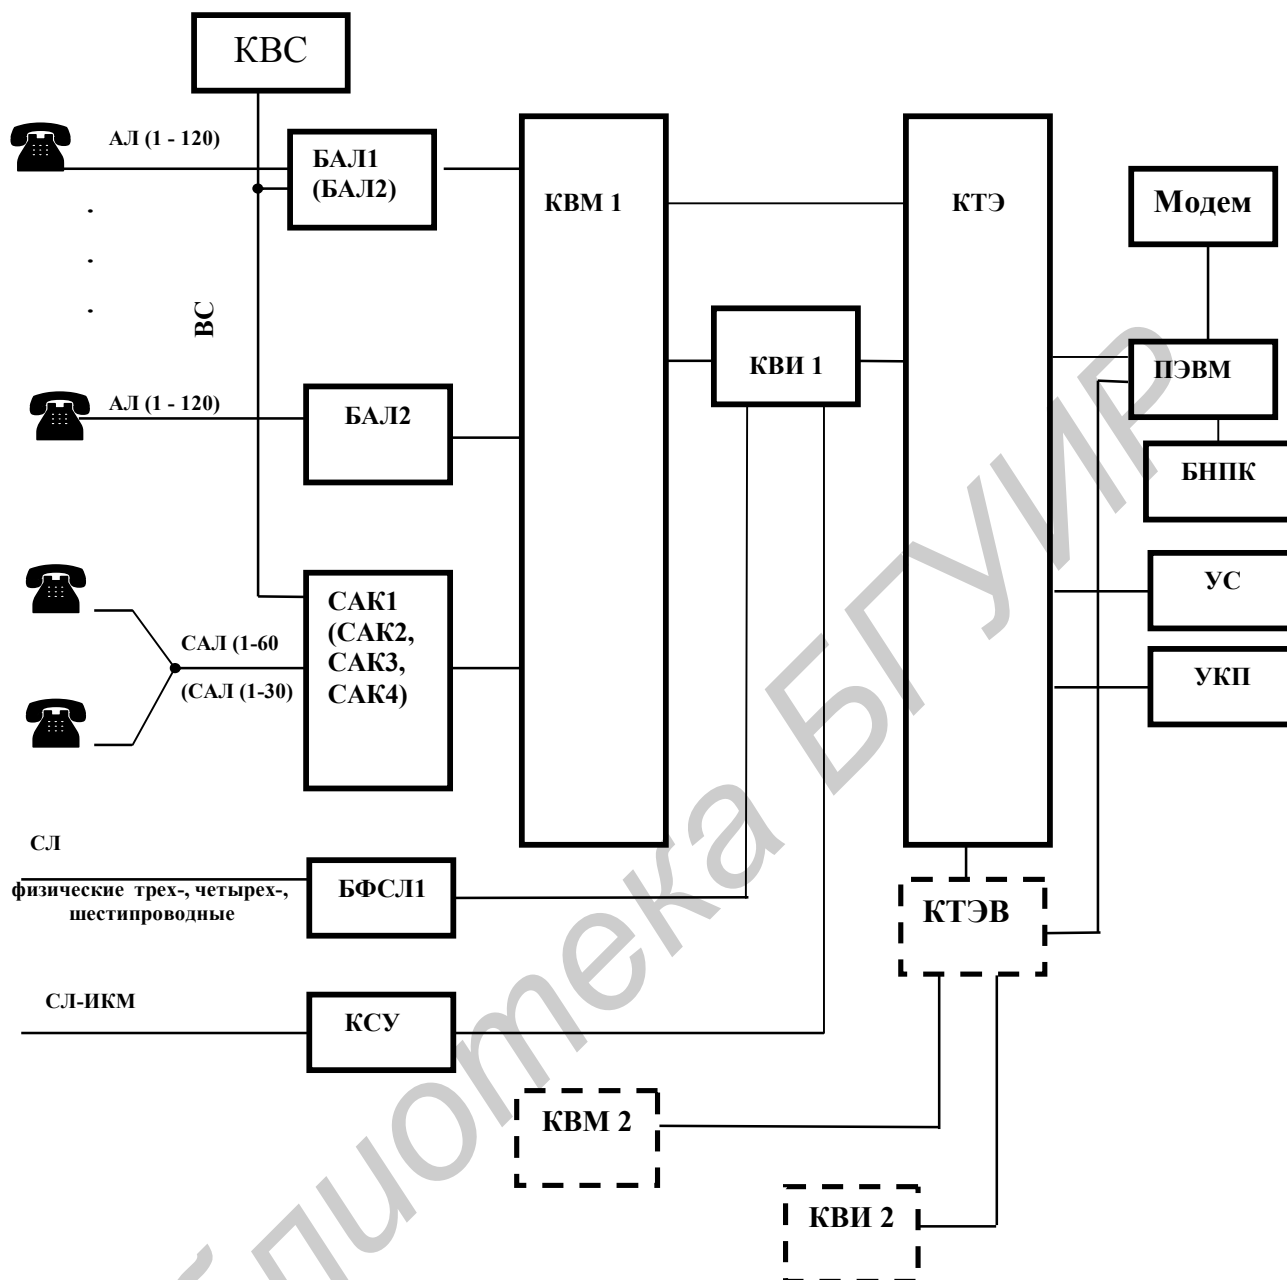 КВС
АЛ (1 - 120)
БАЛ1
(БАЛ2)
КВМ 1
КТЭ
Модем
ВС
КВИ 1
ПЭВМ
АЛ (1 - 120)
БАЛ2
БНПК
УС
САК1
(САК2,
САК3,
САК4)
САЛ (1-60
(САЛ (1-30)
УКП
СЛ
физические трех-, четырех-,
шестипроводные
БФСЛ1
КТЭВ
СЛ-ИКМ
КСУ
КВМ 2
КВИ 2
блиотека БГУИР